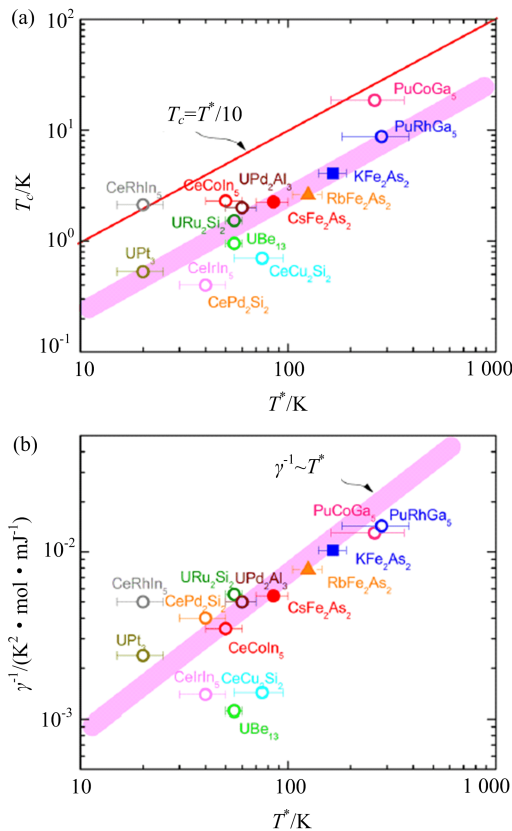 (a)
10²
10¹
10⁰
10⁻¹
T_c/K
T_c=T*/10
PuCoGa₅
PuRhGa₅
KFe₂As₂
RbFe₂As₂
CsFe₂As₂
UPd₂Al₃
CeCoIn₅
CeRhIn₅
URu₂Si₂
UBe₁₃
CeCu₂Si₂
UPt₃
CeIrIn₅
CePd₂Si₂
10
100
1 000
T*/K
(b)
γ⁻¹~T*
10⁻²
10⁻³
γ⁻¹/(K²·mol·mJ⁻¹)
PuCoGa₅
PuRhGa₅
KFe₂As₂
RbFe₂As₂
CsFe₂As₂
URu₂Si₂
UPd₂Al₃
CeRhIn₅
CePd₂Si₂
CeCoIn₅
UPt₃
CeIrIn₅
CeCu₂Si₂
UBe₁₃
10
100
1 000
T*/K